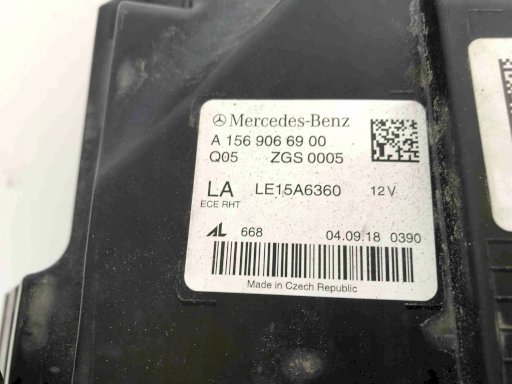 Mercedes-Benz
A 156 906 69 00
Q05 ZGS 0005
LA LE15A6360 12 V
ECE RHT
AL 668 04.09.18 0390
Made in Czech Republic